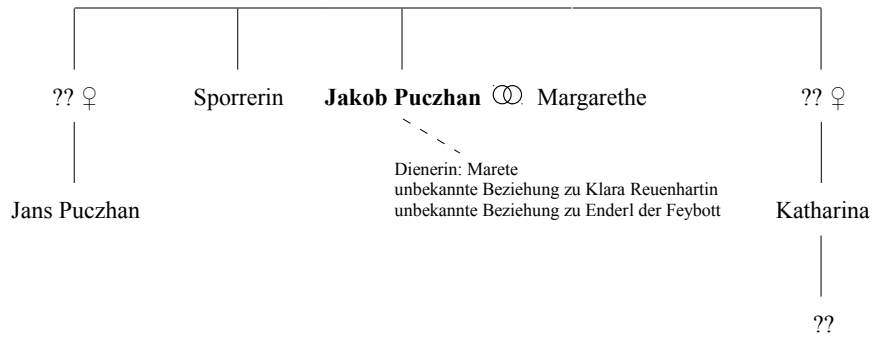 ?? ♀ Sporrerin Jakob Puczhan ⚭ Margarethe ?? ♀
Dienerin: Marete
unbekannte Beziehung zu Klara Reuenhartin
unbekannte Beziehung zu Enderl der Feybott
Jans Puczhan Katharina
??